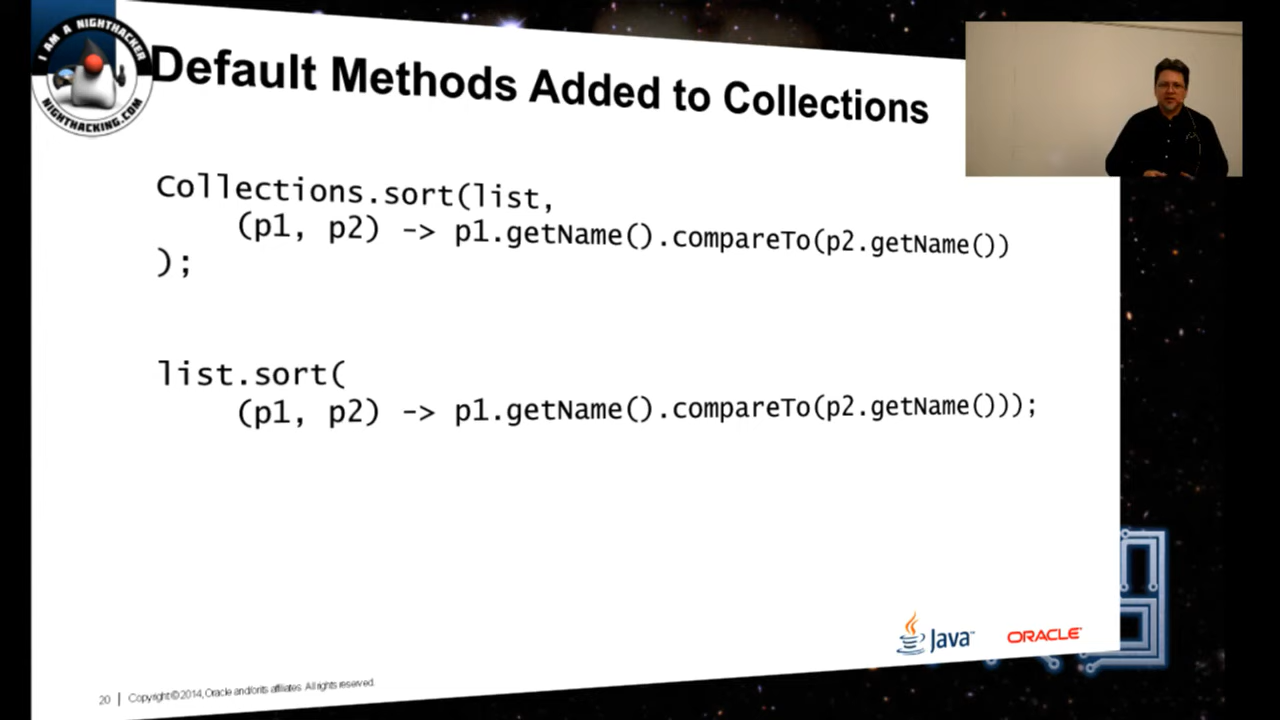 I AM A NIGHTHACKER
NIGHTHACKING.COM
Default Methods Added to Collections
Collections.sort(list,
(p1, p2) -> p1.getName().compareTo(p2.getName())
);
list.sort(
(p1, p2) -> p1.getName().compareTo(p2.getName()));
Java™
ORACLE®
20 | Copyright © 2014, Oracle and/or its affiliates. All rights reserved.